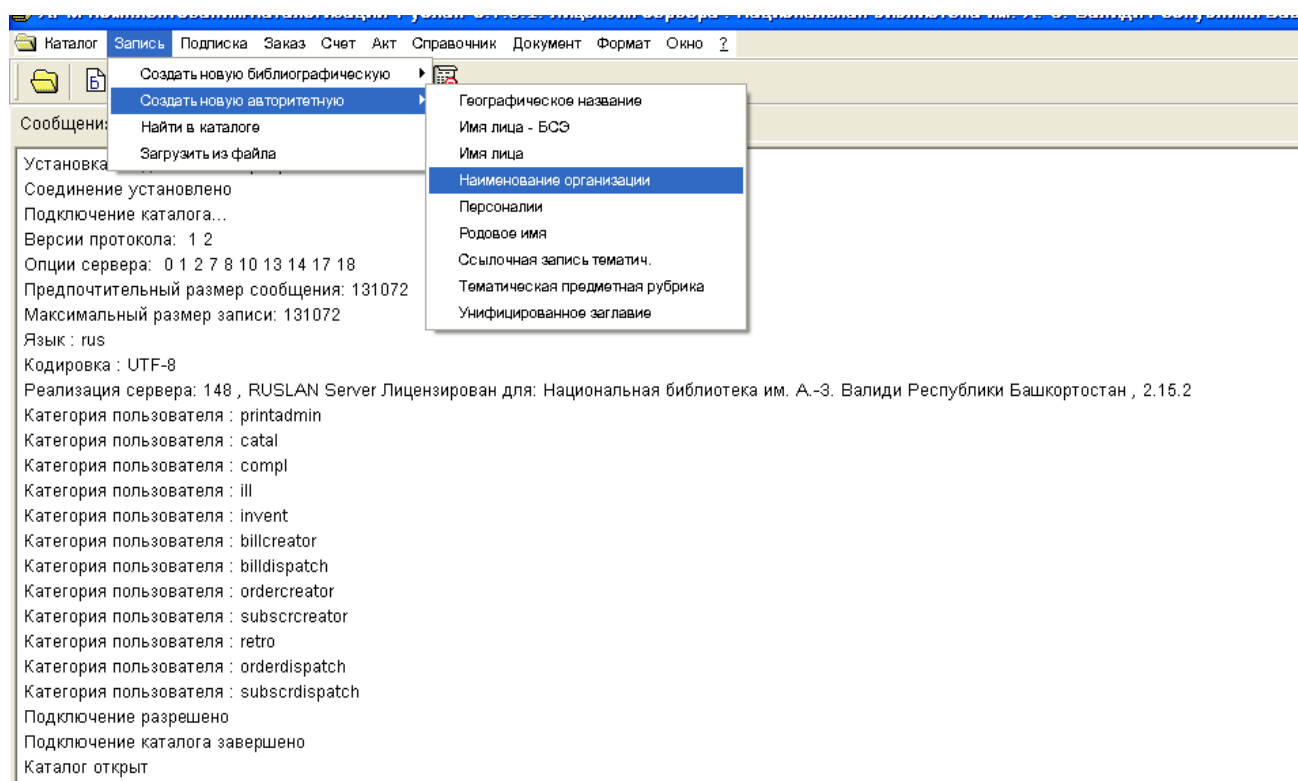 Каталог Запись Подписка Заказ Счет Акт Справочник Документ Формат Окно ?
Создать новую библиографическую
Создать новую авторитетную
Найти в каталоге
Загрузить из файла
Географическое название
Имя лица - БСЭ
Имя лица
Наименование организации
Персоналии
Родовое имя
Ссылочная запись тематич.
Тематическая предметная рубрика
Унифицированное заглавие
Сообщени
Установка
Соединение установлено
Подключение каталога...
Версии протокола: 1 2
Опции сервера: 0 1 2 7 8 10 13 14 17 18
Предпочтительный размер сообщения: 131072
Максимальный размер записи: 131072
Язык : rus
Кодировка : UTF-8
Реализация сервера: 148 , RUSLAN Server Лицензирован для: Национальная библиотека им. А.-З. Валиди Республики Башкортостан , 2.15.2
Категория пользователя : printadmin
Категория пользователя : catal
Категория пользователя : compl
Категория пользователя : ill
Категория пользователя : invent
Категория пользователя : billcreator
Категория пользователя : billdispatch
Категория пользователя : ordercreator
Категория пользователя : subscrcreator
Категория пользователя : retro
Категория пользователя : orderdispatch
Категория пользователя : subscrdispatch
Подключение разрешено
Подключение каталога завершено
Каталог открыт